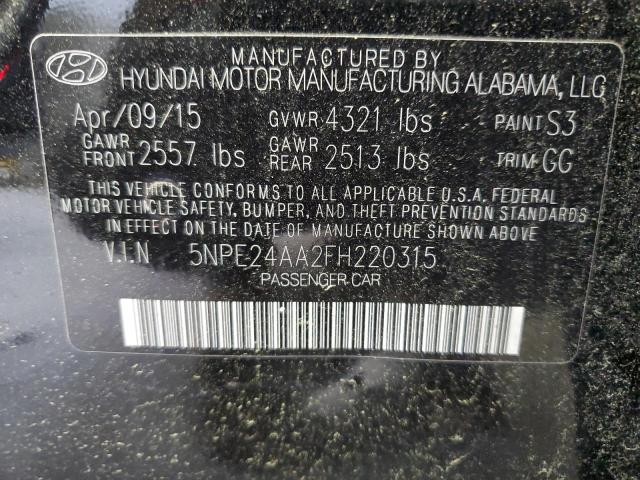 MANUFACTURED BY
HYUNDAI MOTOR MANUFACTURING ALABAMA, LLC
Apr/09/15 GVWR 4321 lbs PAINT S3
GAWR FRONT 2557 lbs GAWR REAR 2513 lbs TRIM GG
THIS VEHICLE CONFORMS TO ALL APPLICABLE U.S.A. FEDERAL
MOTOR VEHICLE SAFETY, BUMPER, AND THEFT PREVENTION STANDARDS
IN EFFECT ON THE DATE OF MANUFACTURE SHOWN ABOVE.
V.I.N 5NPE24AA2FH220315
PASSENGER CAR